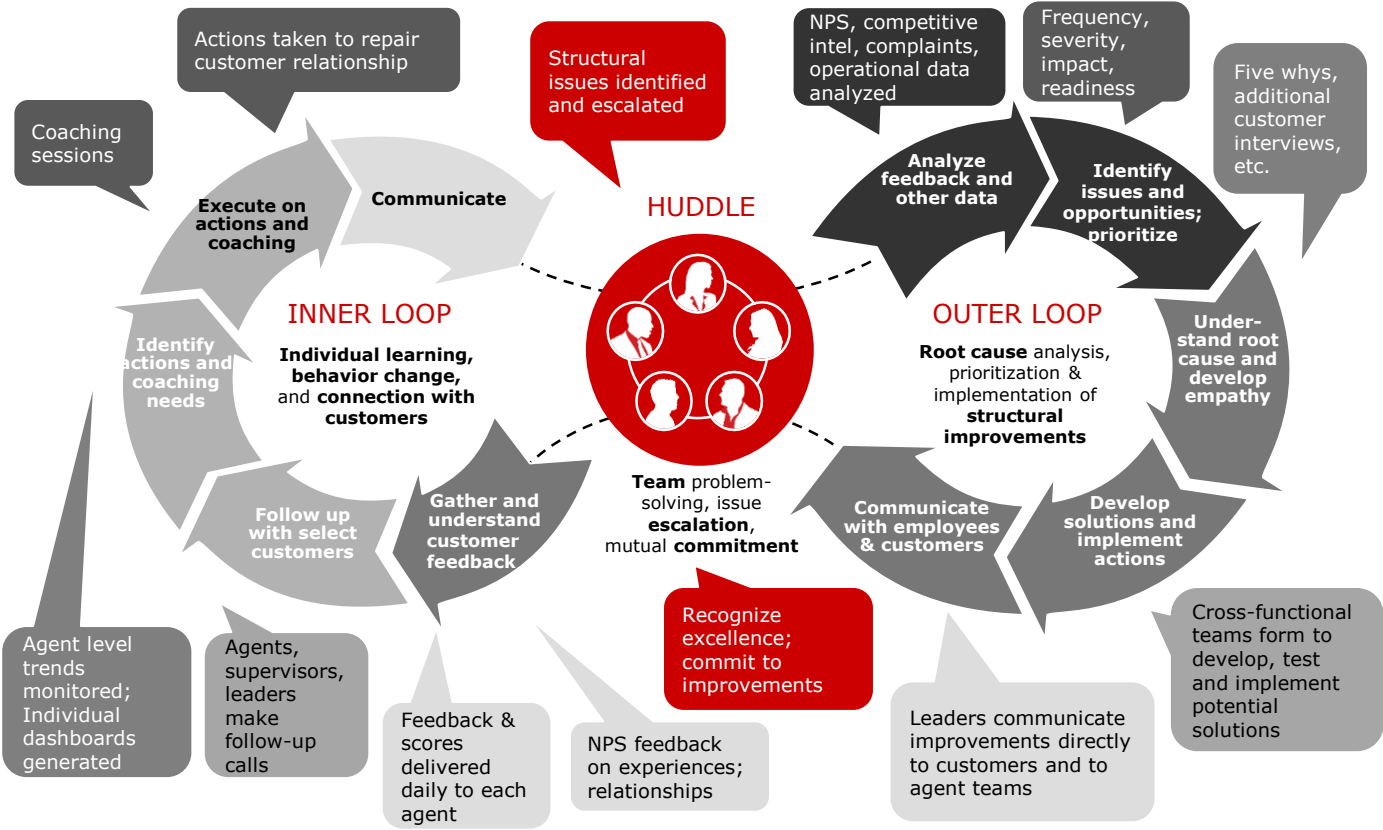 Actions taken to repair
customer relationship
Structural
issues identified
and escalated
NPS, competitive
intel, complaints,
operational data
analyzed
Frequency,
severity,
impact,
readiness
Five whys,
additional
customer
interviews,
etc.
Coaching
sessions
Execute on
actions and
coaching
Communicate
HUDDLE
Analyze
feedback and
other data
Identify
issues and
opportunities;
prioritize
INNER LOOP
Individual learning,
behavior change,
and connection with
customers
OUTER LOOP
Root cause analysis,
prioritization &
implementation of
structural
improvements
Under-
stand root
cause and
develop
empathy
Identify
actions and
coaching
needs
Follow up
with select
customers
Gather and
understand
customer
feedback
Team problem-
solving, issue
escalation,
mutual commitment
Communicate
with employees
& customers
Develop
solutions and
implement
actions
Agent level
trends
monitored;
Individual
dashboards
generated
Agents,
supervisors,
leaders
make
follow-up
calls
Feedback &
scores
delivered
daily to each
agent
NPS feedback
on experiences;
relationships
Recognize
excellence;
commit to
improvements
Leaders communicate
improvements directly
to customers and to
agent teams
Cross-functional
teams form to
develop, test
and implement
potential
solutions